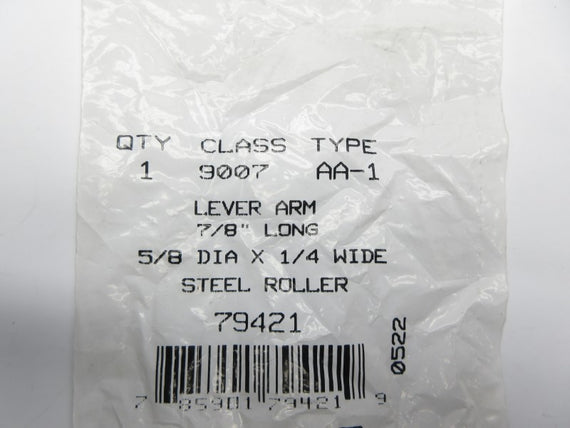 QTY CLASS TYPE
1 9007 AA-1
LEVER ARM
7/8" LONG
5/8 DIA X 1/4 WIDE
STEEL ROLLER
79421
0522
7 85901 79421 9